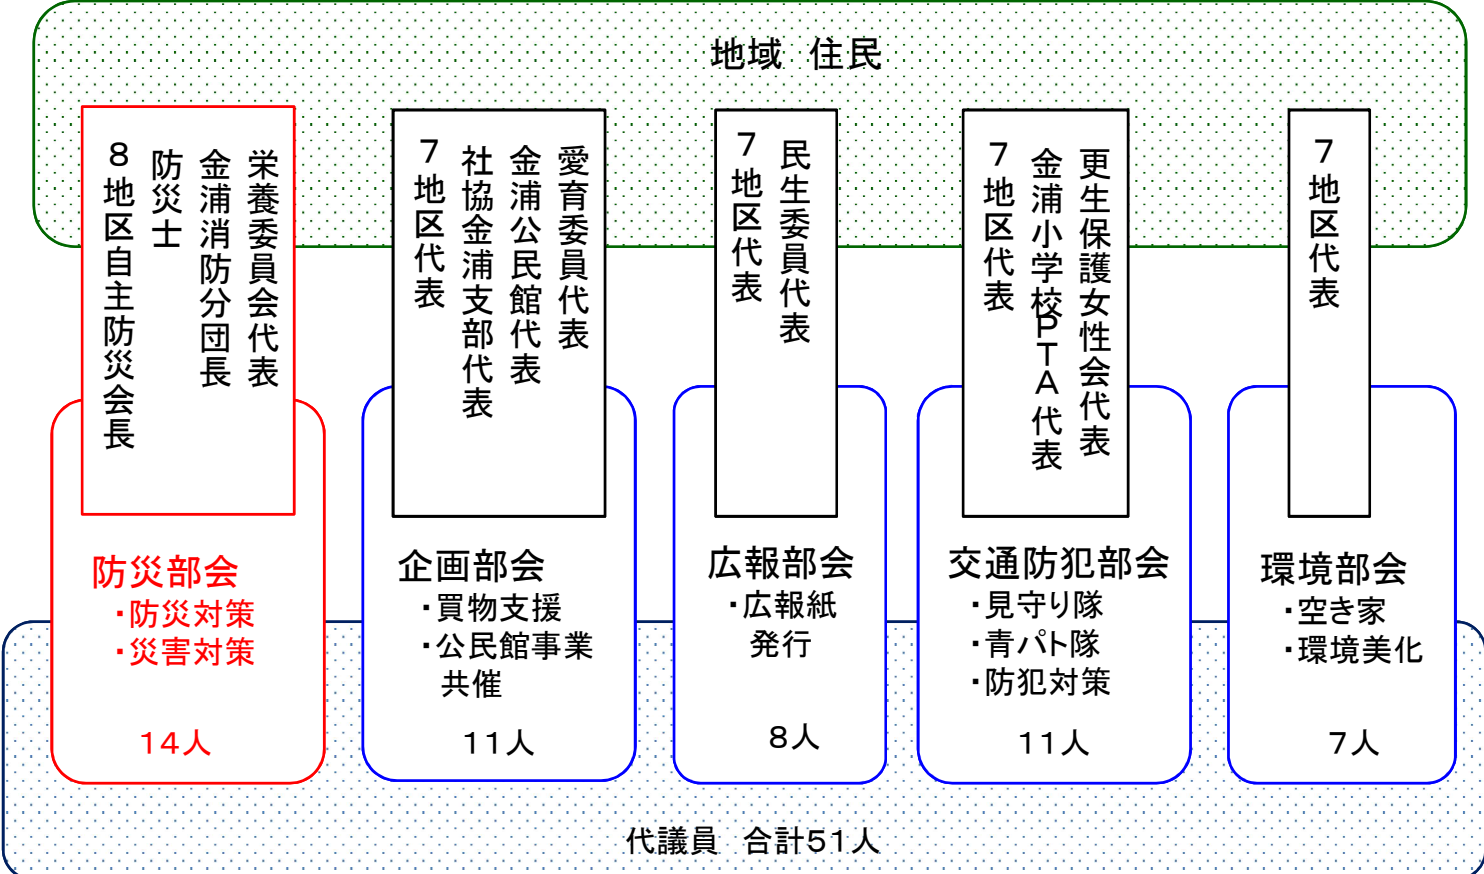 地域 住民
栄養委員会代表
金浦消防分団長
防災士
８地区自主防災会長
愛育委員代表
金浦公民館代表
社協金浦支部代表
７地区代表
民生委員代表
７地区代表
更生保護女性会代表
金浦小学校ＰＴＡ代表
７地区代表
７地区代表
防災部会
・防災対策
・災害対策
１４人
企画部会
・買物支援
・公民館事業
共催
１１人
広報部会
・広報紙
発行
８人
交通防犯部会
・見守り隊
・青パト隊
・防犯対策
１１人
環境部会
・空き家
・環境美化
７人
代議員 合計５１人